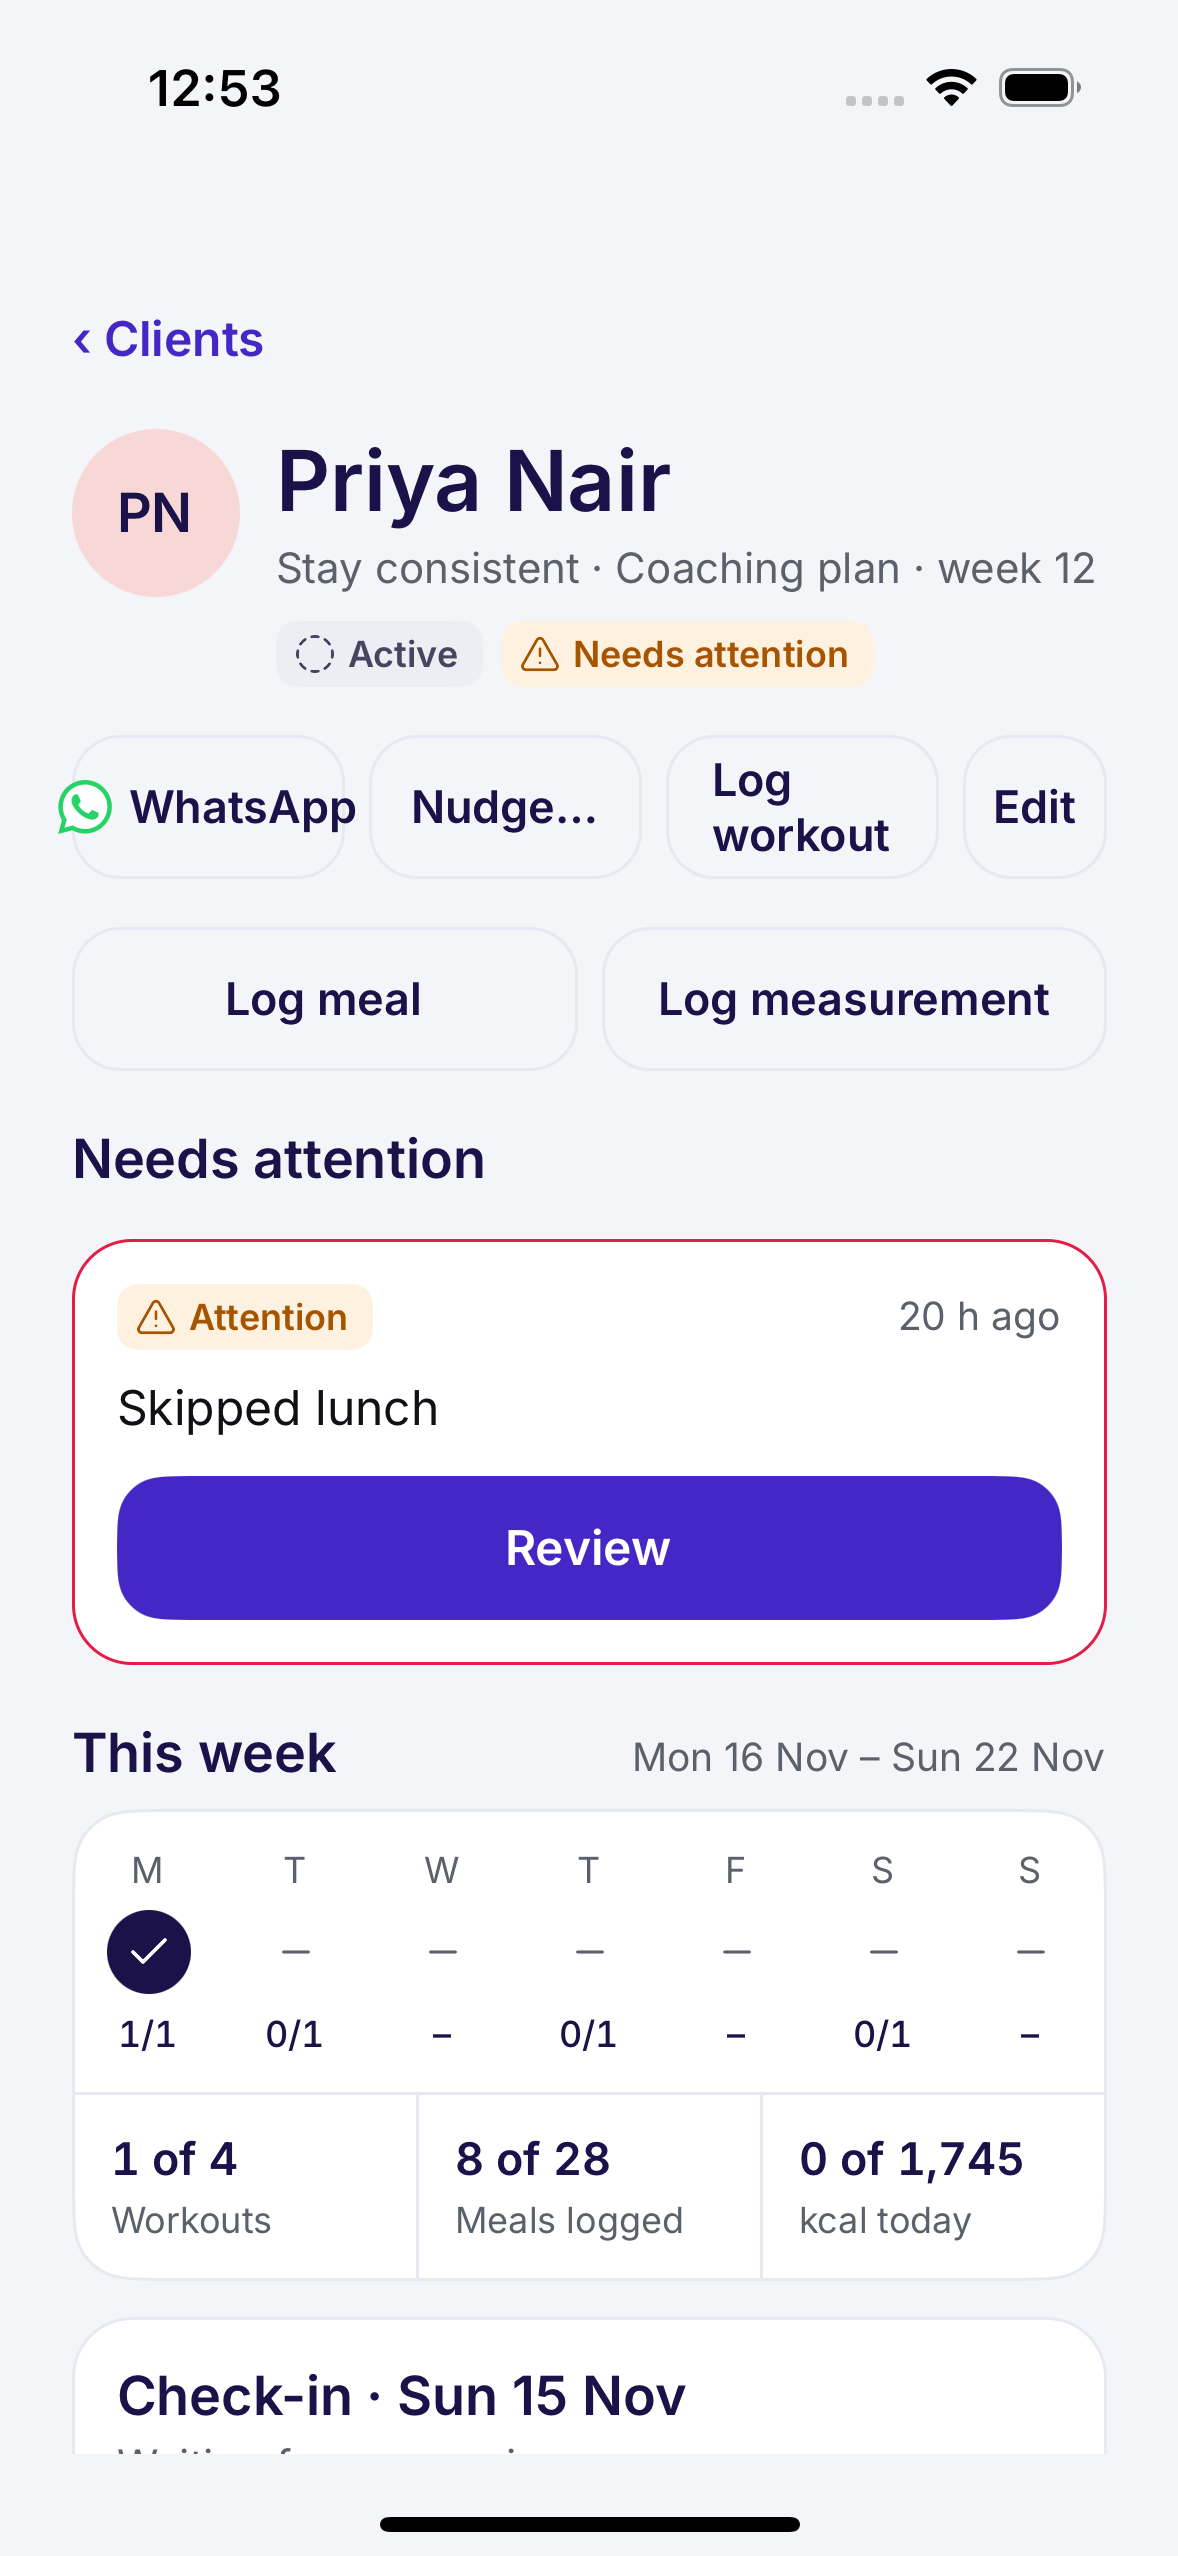 12:53
‹ Clients
PN
Priya Nair
Stay consistent · Coaching plan · week 12
Active
Needs attention
WhatsApp
Nudge...
Log
workout
Edit
Log meal
Log measurement
Needs attention
Attention
20 h ago
Skipped lunch
Review
This week
Mon 16 Nov – Sun 22 Nov
M T W T F S S
1/1 0/1 – 0/1 – 0/1 –
1 of 4
Workouts
8 of 28
Meals logged
0 of 1,745
kcal today
Check-in · Sun 15 Nov